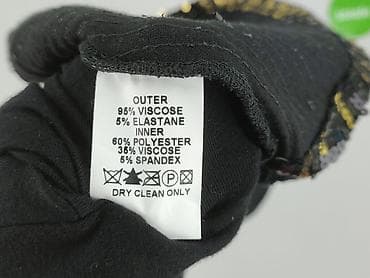 OUTER
95% VISCOSE
5% ELASTANE
INNER
60% POLYESTER
35% VISCOSE
5% SPANDEX
P
DRY CLEAN ONLY